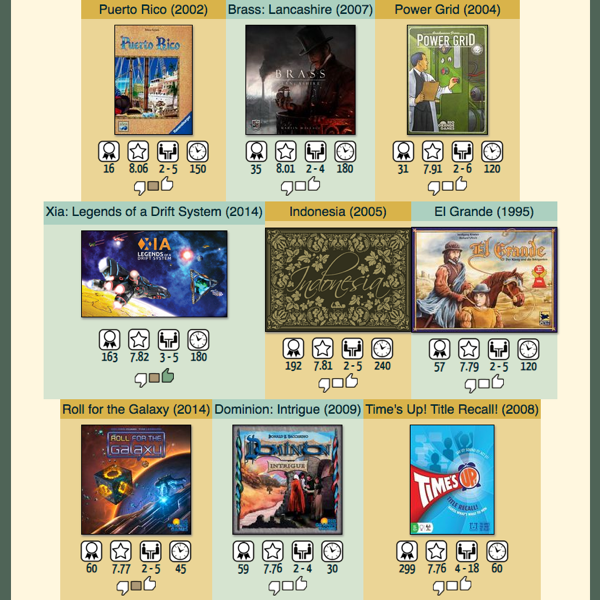 Puerto Rico (2002)
Brass: Lancashire (2007)
Power Grid (2004)
Puerto Rico
BRASS
LANCASHIRE
POWER GRID
16 8.06 2-5 150
35 8.01 2-4 180
31 7.91 2-6 120
Xia: Legends of a Drift System (2014)
Indonesia (2005)
El Grande (1995)
XIA
LEGENDS OF A
DRIFT SYSTEM
Indonesia
El Grande
163 7.82 3-5 180
192 7.81 2-5 240
57 7.79 2-5 120
Roll for the Galaxy (2014)
Dominion: Intrigue (2009)
Time's Up! Title Recall! (2008)
ROLL FOR THE
GALAXY
DOMINION
INTRIGUE
TIME'S UP!
TITLE RECALL!
60 7.77 2-5 45
59 7.76 2-4 30
299 7.76 4-18 60